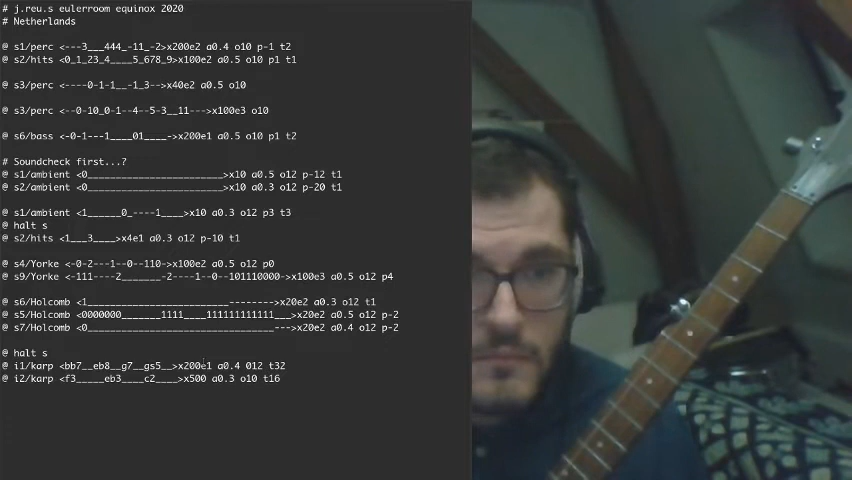 # j.reu.s eulerroom equinox 2020
# Netherlands
@ s1/perc <---3___444_-11_-2>x200e2 a0.4 o10 p-1 t2
@ s2/hits <0_1_23_4____5_678_9>x100e2 a0.5 o10 p1 t1
@ s3/perc <----0-1-1__-1_3-->x40e2 a0.5 o10
@ s3/perc <--0-10_0-1--4--5-3__11--->x100e3 o10
@ s6/bass <-0-1---1____01____->x200e1 a0.5 o10 p1 t2
# Soundcheck first...?
@ s1/ambient <0_________________________>x10 a0.5 o12 p-12 t1
@ s2/ambient <0_________________________>x10 a0.3 o12 p-20 t1
@ s1/ambient <1______0_----1____>x10 a0.3 o12 p3 t3
@ halt s
@ s2/hits <1___3____>x4e1 a0.3 o12 p-10 t1
@ s4/Yorke <-0-2---1--0--110->x100e2 a0.5 o12 p0
@ s9/Yorke <-111----2_______-2----1--0--101110000->x100e3 a0.5 o12 p4
@ s6/Holcomb <1__________________________-------->x20e2 a0.3 o12 t1
@ s5/Holcomb <0000000_______1111____111111111111___>x20e2 a0.5 o12 p-2
@ s7/Holcomb <0__________________________________--->x20e2 a0.4 o12 p-2
@ halt s
@ i1/karp <bb7__eb8__g7__gs5__>x200e1 a0.4 012 t32
@ i2/karp <f3_____eb3____c2____>x500 a0.3 o10 t16